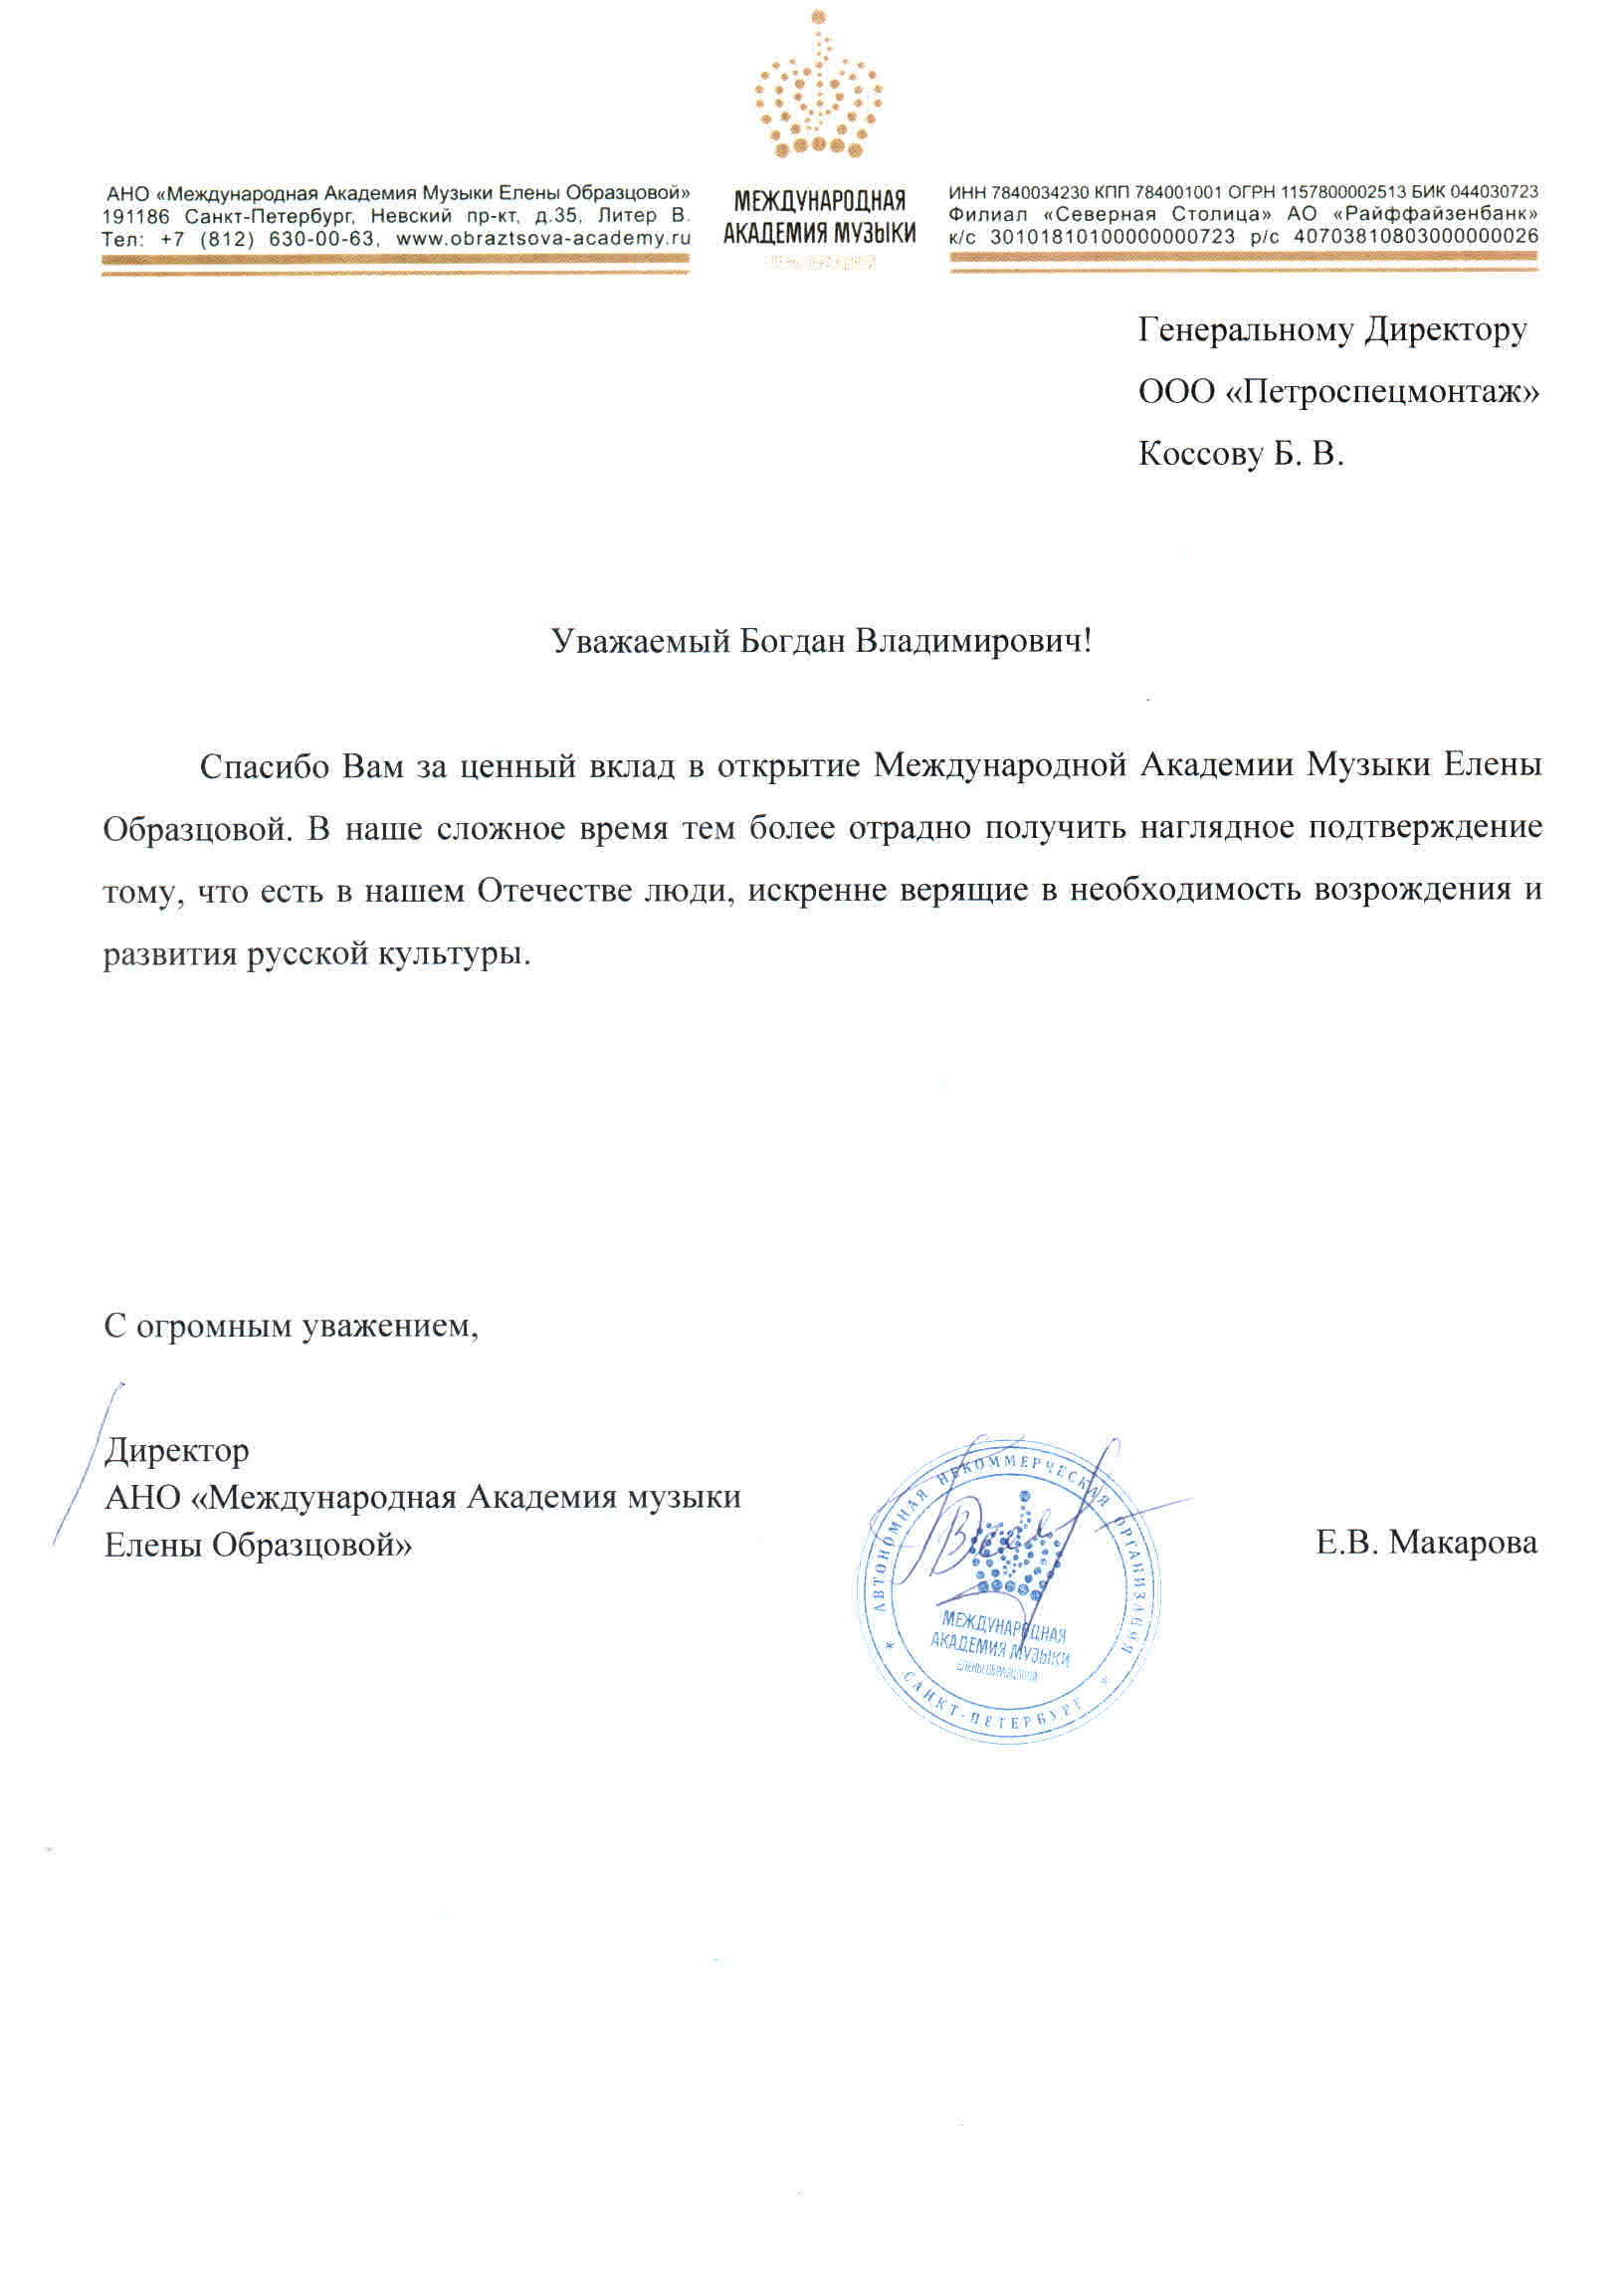 АНО «Международная Академия Музыки Елены Образцовой»
191186 Санкт-Петербург, Невский пр-кт, д.35, Литер В.
Тел: +7 (812) 630-00-63, www.obraztsova-academy.ru
МЕЖДУНАРОДНАЯ
АКАДЕМИЯ МУЗЫКИ
ЕЛЕНЫ ОБРАЗЦОВОЙ
ИНН 7840034230 КПП 784001001 ОГРН 1157800002513 БИК 044030723
Филиал «Северная Столица» АО «Райффайзенбанк»
к/с 30101810100000000723 р/с 40703810803000000026
Генеральному Директору
ООО «Петроспецмонтаж»
Коссову Б. В.
Уважаемый Богдан Владимирович!
Спасибо Вам за ценный вклад в открытие Международной Академии Музыки Елены
Образцовой. В наше сложное время тем более отрадно получить наглядное подтверждение
тому, что есть в нашем Отечестве люди, искренне верящие в необходимость возрождения и
развития русской культуры.
С огромным уважением,
Директор
АНО «Международная Академия музыки
Елены Образцовой»
Е.В. Макарова
АВТОНОМНАЯ НЕКОММЕРЧЕСКАЯ ОРГАНИЗАЦИЯ
МЕЖДУНАРОДНАЯ
АКАДЕМИЯ МУЗЫКИ
ЕЛЕНЫ ОБРАЗЦОВОЙ
* САНКТ-ПЕТЕРБУРГ *